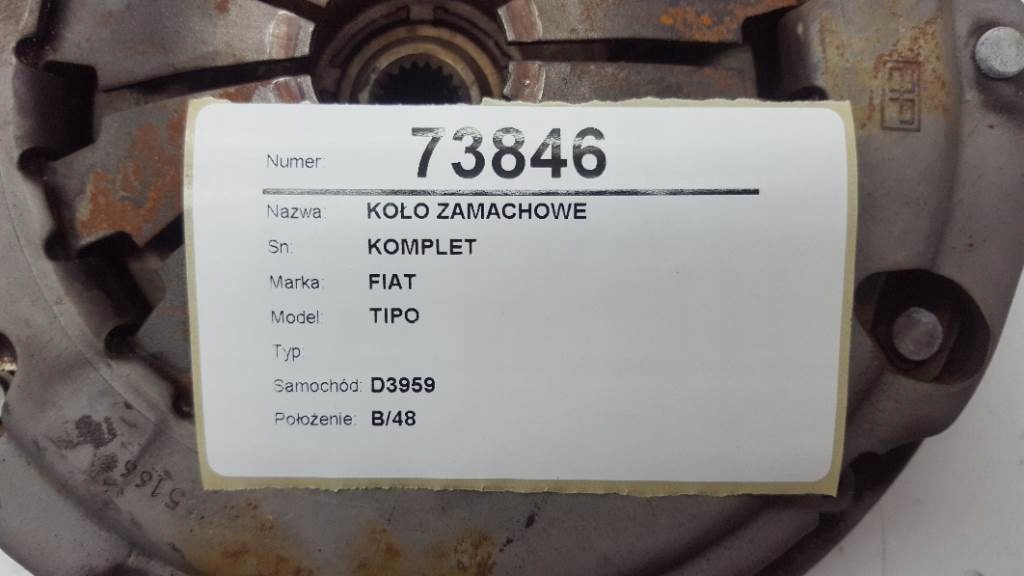 Numer: 73846
Nazwa: KOŁO ZAMACHOWE
Sn: KOMPLET
Marka: FIAT
Model: TIPO
Typ:
Samochód: D3959
Położenie: B/48